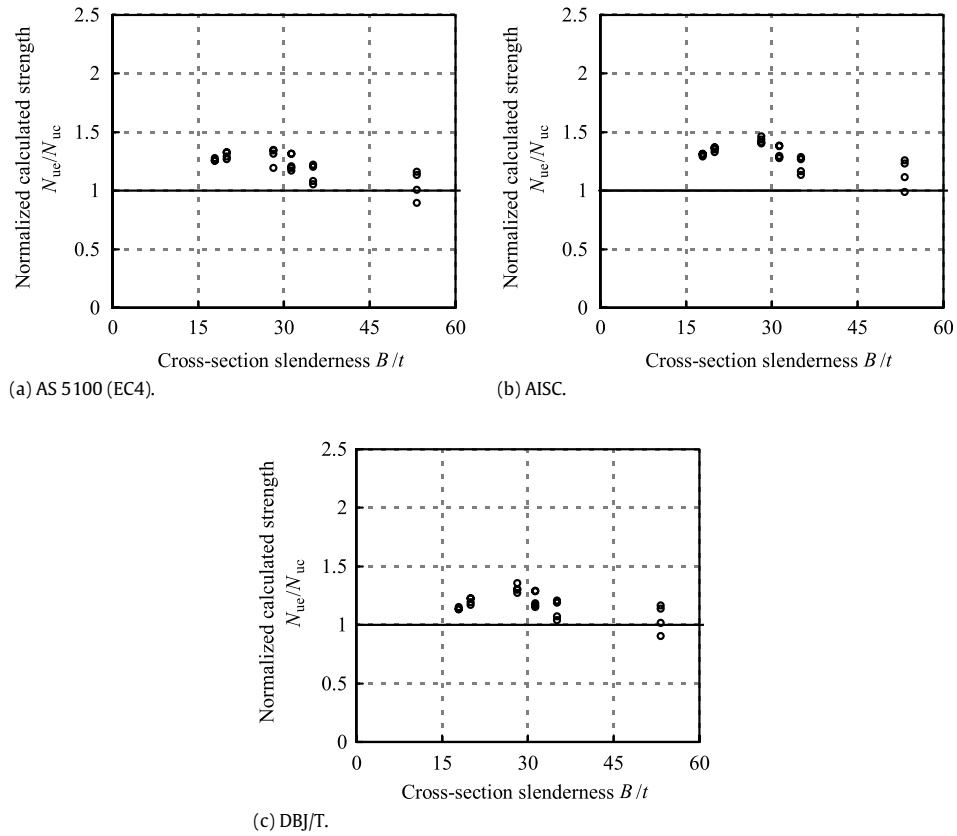 2.5
2
1.5
1
0.5
0
0
15
30
45
60
Normalized calculated strength
Nue/Nuc
Cross-section slenderness B/t
(a) AS 5100 (EC4).
2.5
2
1.5
1
0.5
0
0
15
30
45
60
Normalized calculated strength
Nue/Nuc
Cross-section slenderness B/t
(b) AISC.
2.5
2
1.5
1
0.5
0
0
15
30
45
60
Normalized calculated strength
Nue/Nuc
Cross-section slenderness B/t
(c) DBJ/T.